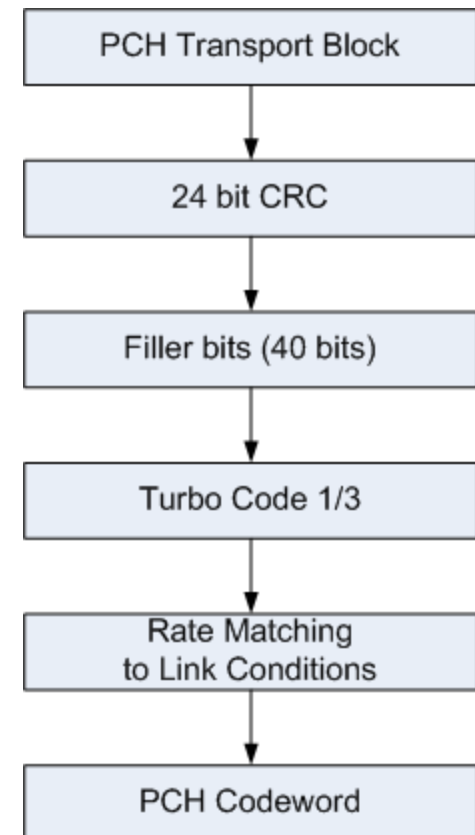 PCH Transport Block
24 bit CRC
Filler bits (40 bits)
Turbo Code 1/3
Rate Matching
to Link Conditions
PCH Codeword